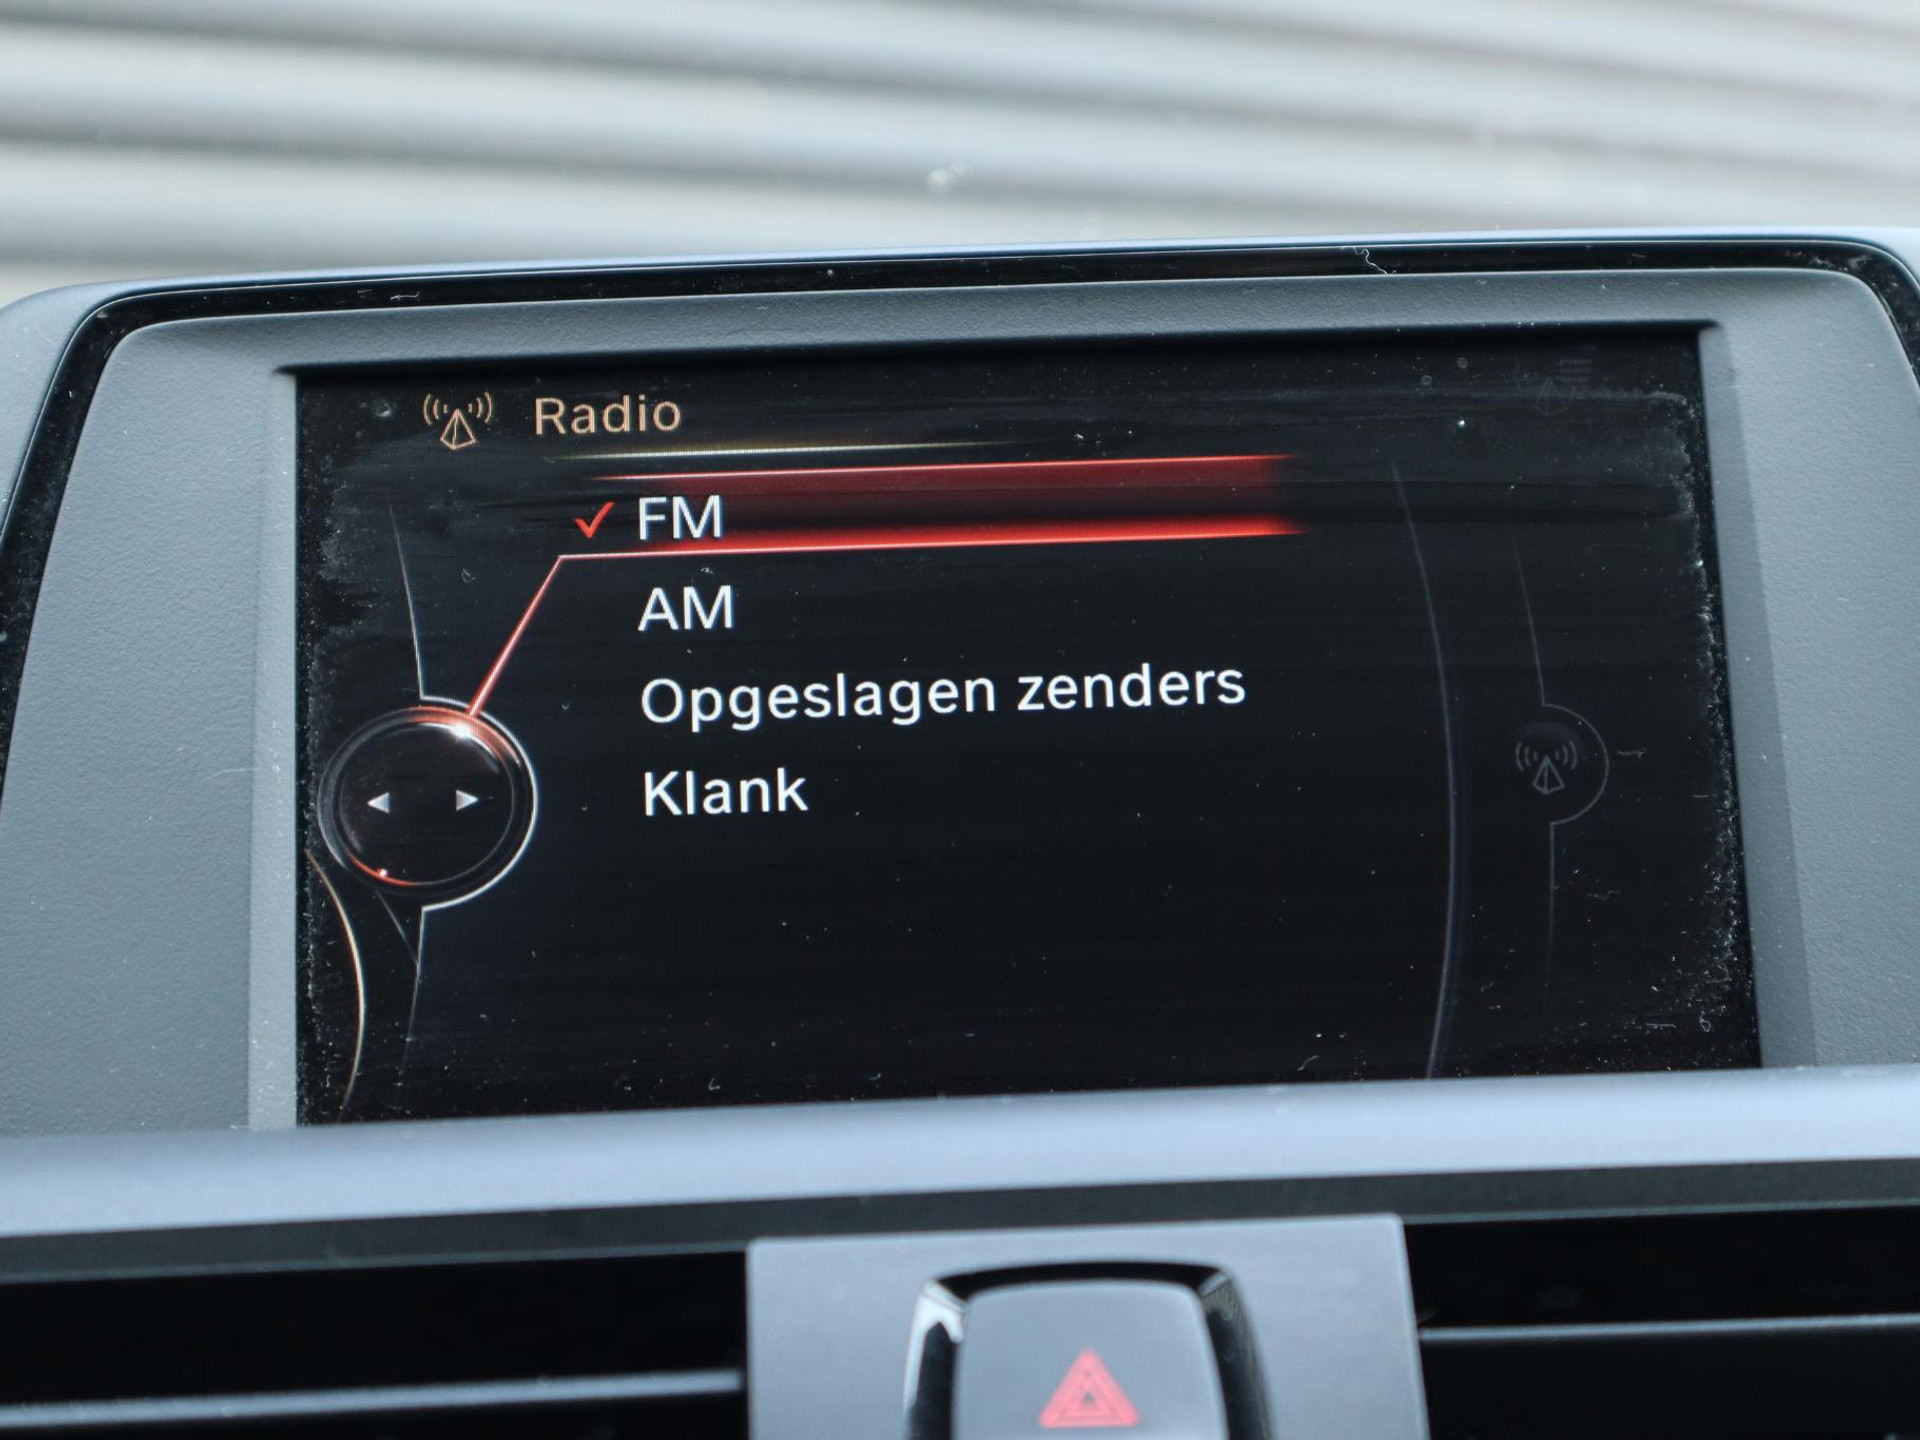 Radio
FM
AM
Opgeslagen zenders
Klank